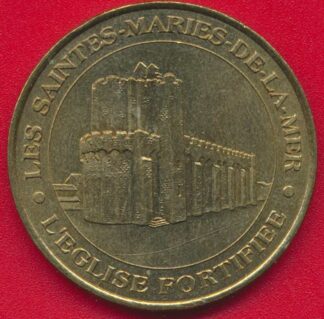 LES SAINTES-MARIES-DE-LA-MER
L'EGLISE FORTIFIEE